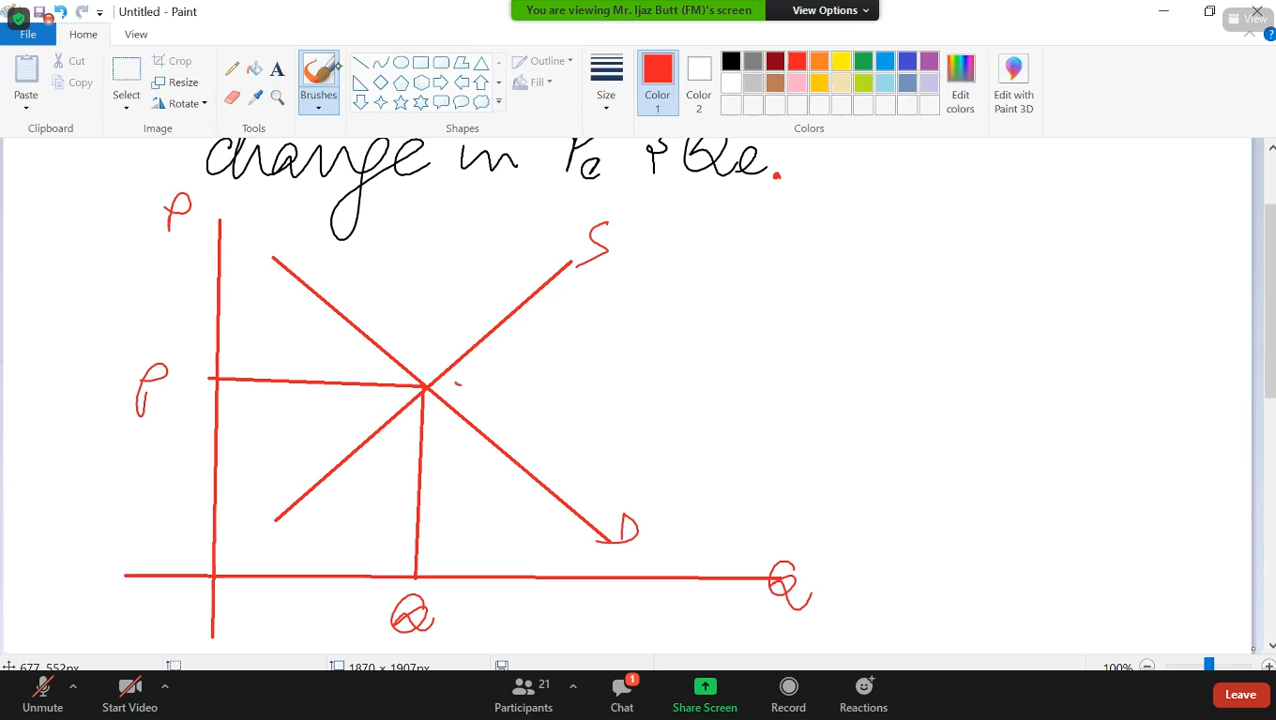 Untitled - Paint
You are viewing Mr. Ijaz Butt (FM)'s screen
View Options
View
File
Home
View
Paste
Cut
Copy
Clipboard
Select
Crop
Resize
Rotate
Image
A
Tools
Brushes
Outline
Fill
Shapes
Size
Color
1
Color
2
Edit
colors
Colors
Edit with
Paint 3D
change in Pe & Qe.
P
S
P
D
Q
Q
677, 552px
1870 × 1907px
100%
Unmute
Start Video
21
Participants
1
Chat
Share Screen
Record
Reactions
Leave